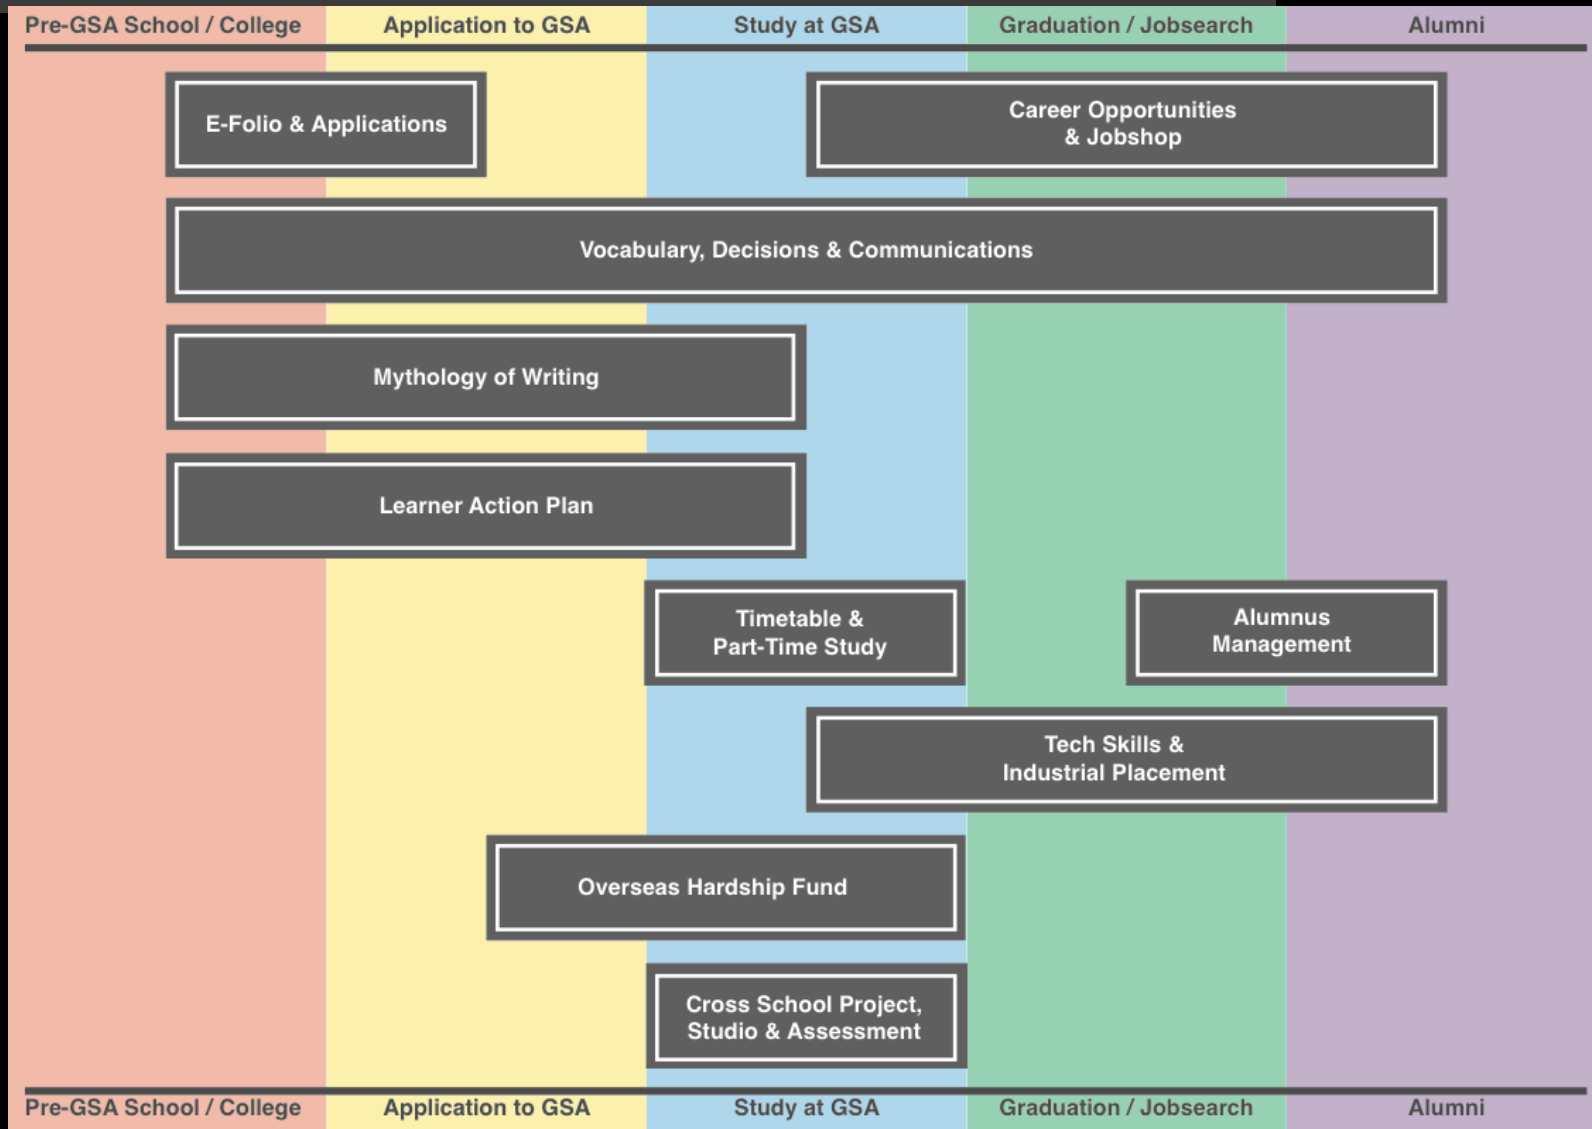 Pre-GSA School / College
Application to GSA
Study at GSA
Graduation / Jobsearch
Alumni
E-Folio & Applications
Career Opportunities
& Jobshop
Vocabulary, Decisions & Communications
Mythology of Writing
Learner Action Plan
Timetable &
Part-Time Study
Alumnus
Management
Tech Skills &
Industrial Placement
Overseas Hardship Fund
Cross School Project,
Studio & Assessment
Pre-GSA School / College
Application to GSA
Study at GSA
Graduation / Jobsearch
Alumni